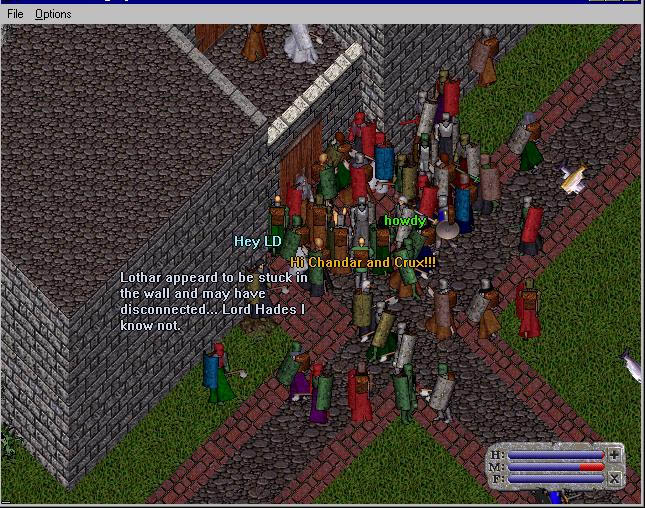 File Options
howdy
Hey LD
Hi Chandar and Crux!!!
Lothar appeard to be stuck in
the wall and may have
disconnected... Lord Hades I
know not.
H:
M:
F: